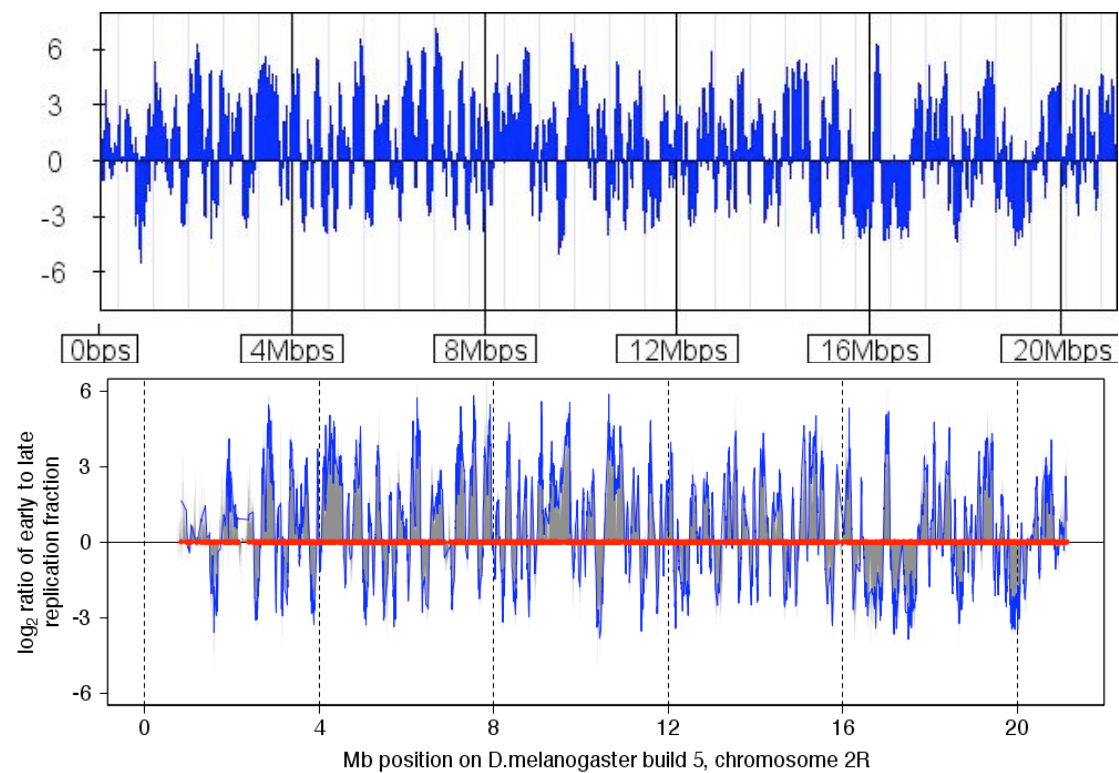 6
3
0
-3
-6
0bps 4Mbps 8Mbps 12Mbps 16Mbps 20Mbps
log2 ratio of early to late
replication fraction
6
3
0
-3
-6
0 4 8 12 16 20
Mb position on D.melanogaster build 5, chromosome 2R